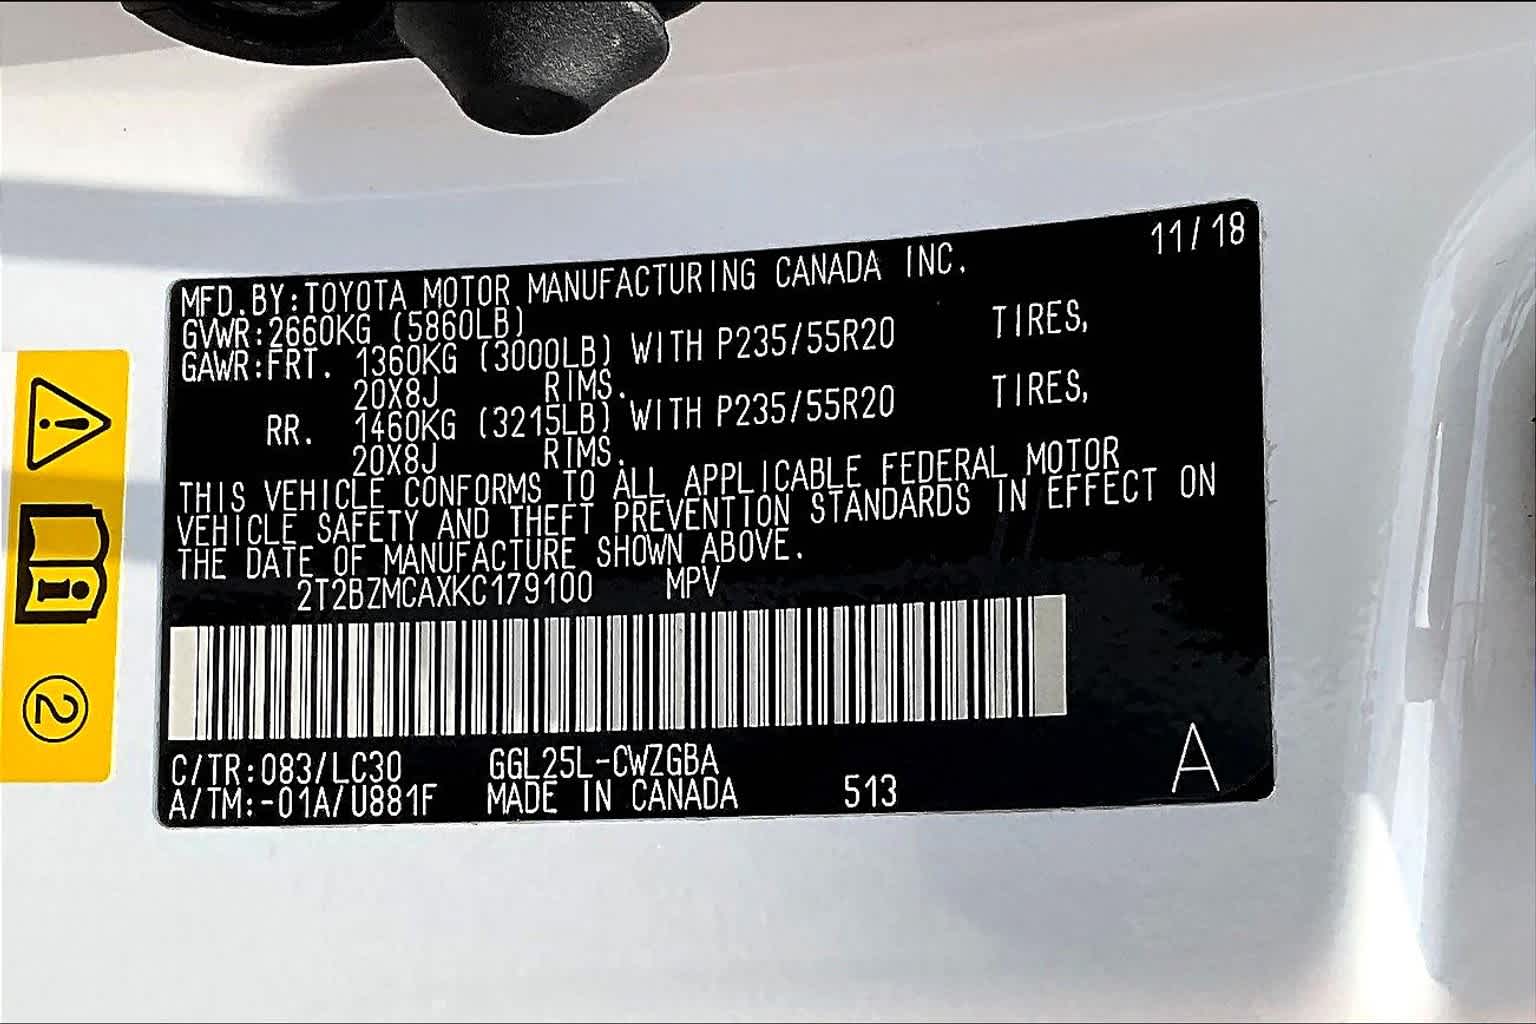 11/18
MFD.BY:TOYOTA MOTOR MANUFACTURING CANADA INC.
GVWR:2660KG (5860LB)
GAWR:FRT. 1360KG (3000LB) WITH P235/55R20 TIRES,
20X8J RIMS.
RR. 1460KG (3215LB) WITH P235/55R20 TIRES,
20X8J RIMS.
THIS VEHICLE CONFORMS TO ALL APPLICABLE FEDERAL MOTOR
VEHICLE SAFETY AND THEFT PREVENTION STANDARDS IN EFFECT ON
THE DATE OF MANUFACTURE SHOWN ABOVE.
2T2BZMCAXKC179100 MPV
C/TR:083/LC30 GGL25L-CWZGBA
A/TM:-01A/U881F MADE IN CANADA 513 A
2